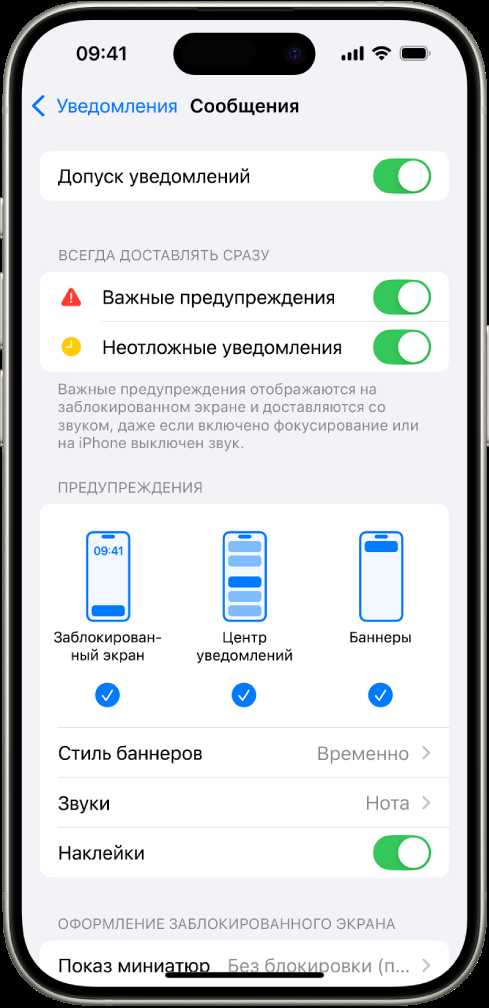 09:41
Уведомления Сообщения
Допуск уведомлений
ВСЕГДА ДОСТАВЛЯТЬ СРАЗУ
Важные предупреждения
Неотложные уведомления
Важные предупреждения отображаются на
заблокированном экране и доставляются со
звуком, даже если включено фокусирование или
на iPhone выключен звук.
ПРЕДУПРЕЖДЕНИЯ
09:41
Заблокирован-
ный экран
Центр
уведомлений
Баннеры
Стиль баннеров Временно
Звуки Нота
Наклейки
ОФОРМЛЕНИЕ ЗАБЛОКИРОВАННОГО ЭКРАНА
Показ миниатюр Без блокировки (п...